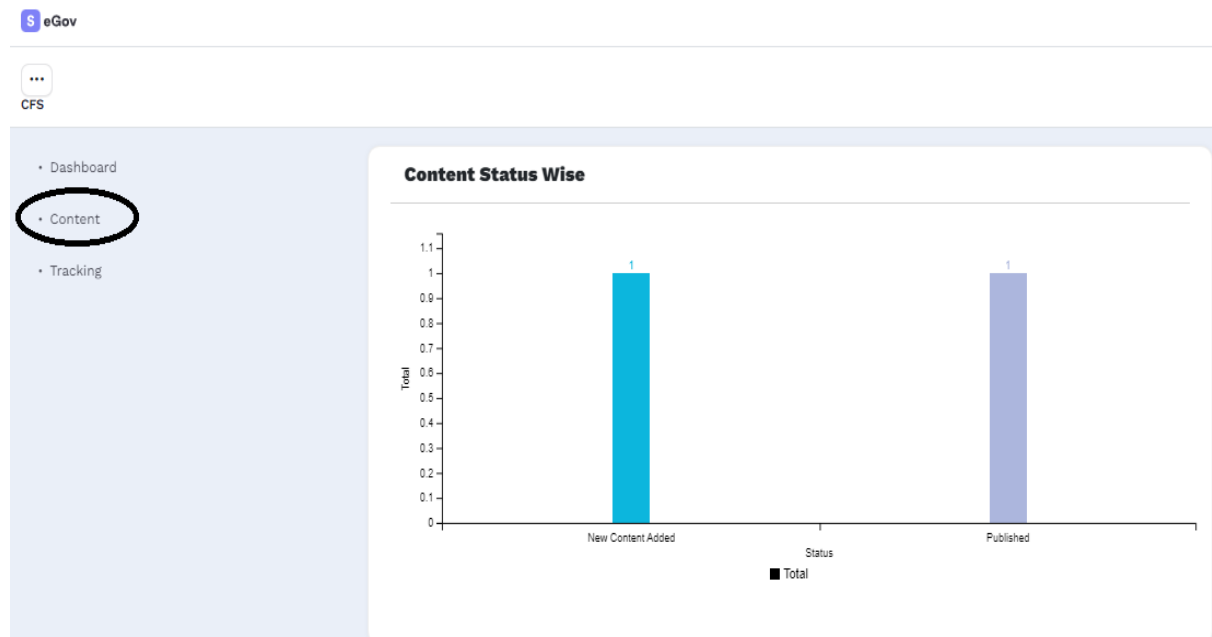 S eGov
...
CFS
• Dashboard
• Content
• Tracking
Content Status Wise
1.1
1
0.9
0.8
0.7
0.6
0.5
0.4
0.3
0.2
0.1
0
Total
1
1
New Content Added
Published
Status
Total